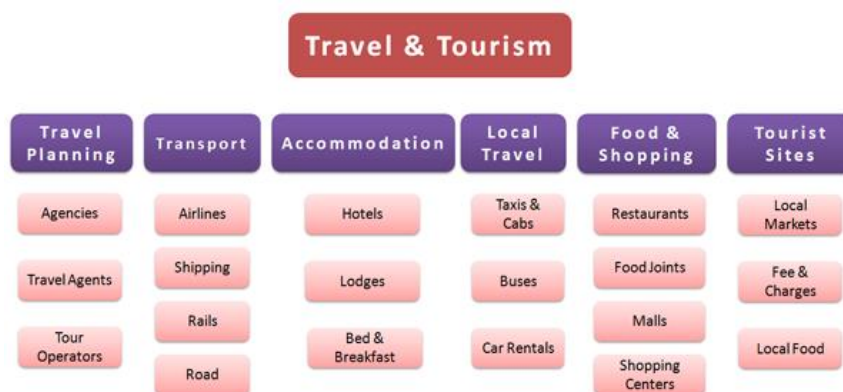 Travel & Tourism
Travel
Planning
Transport
Accommodation
Local
Travel
Food &
Shopping
Tourist
Sites
Agencies
Airlines
Hotels
Taxis &
Cabs
Restaurants
Local
Markets
Travel Agents
Shipping
Lodges
Buses
Food Joints
Fee &
Charges
Tour
Operators
Rails
Bed &
Breakfast
Car Rentals
Malls
Local Food
Road
Shopping
Centers